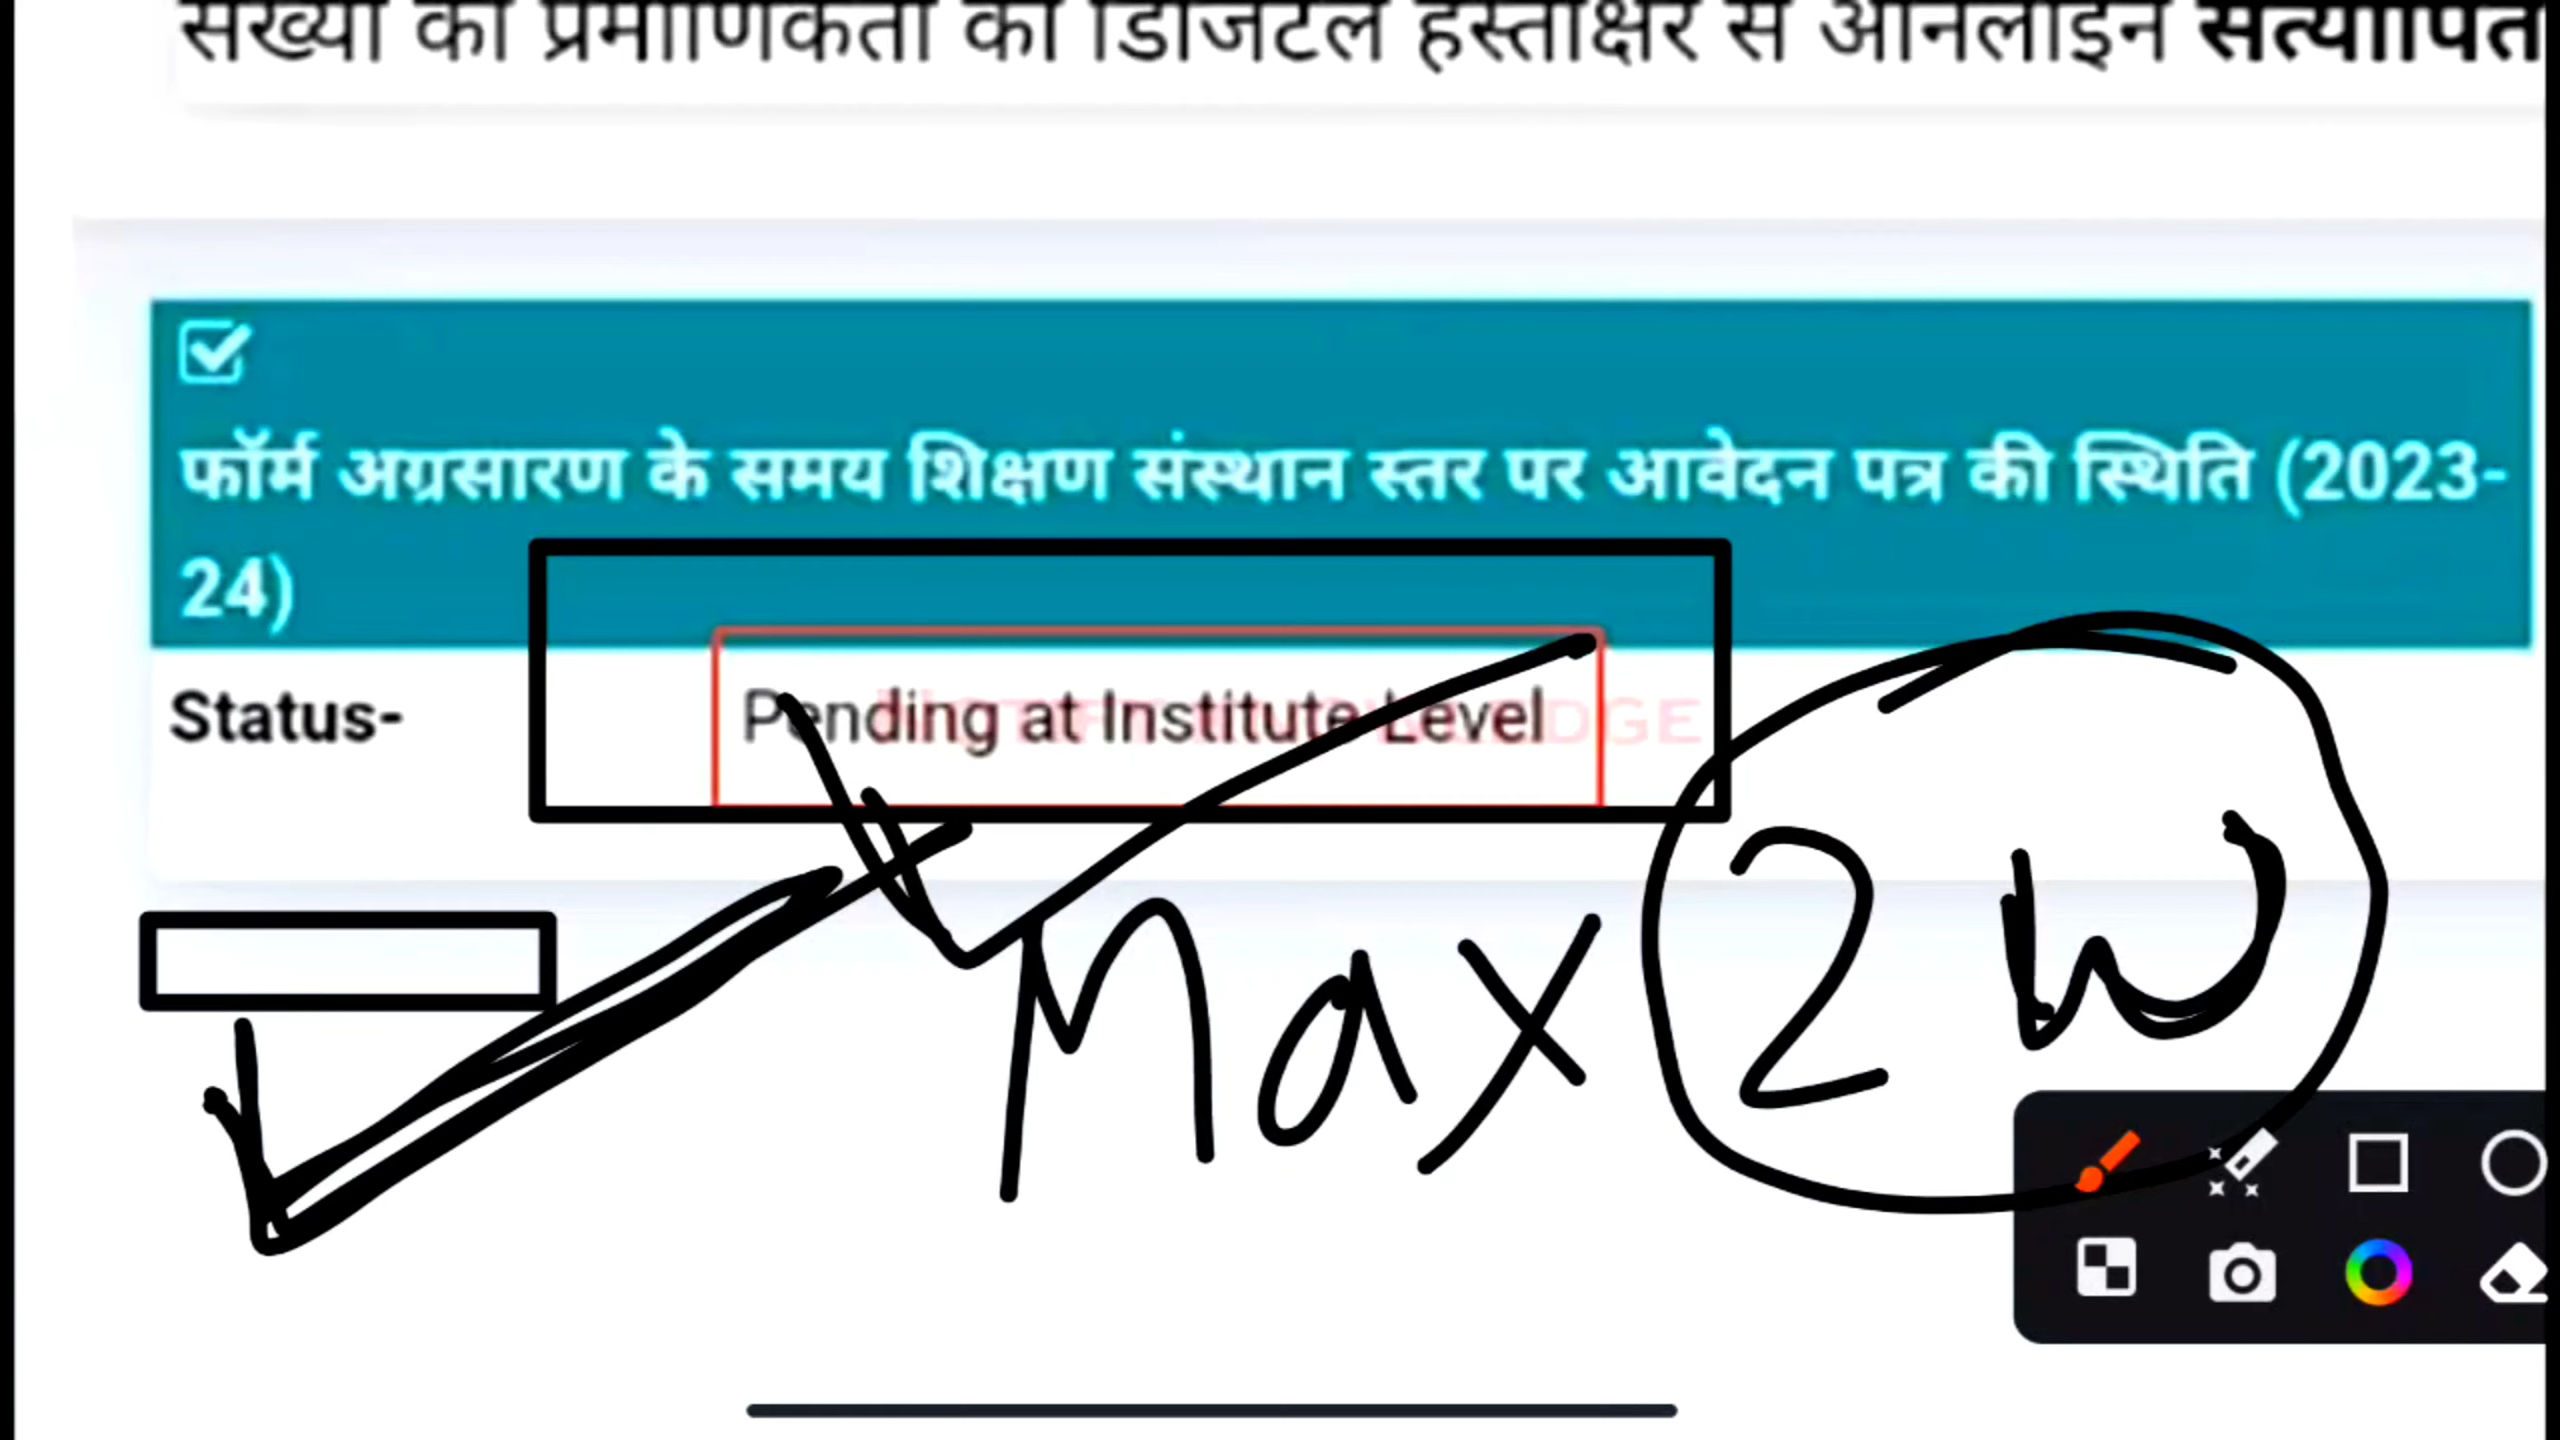 संख्या की प्रमाणिकता को डिजिटल हस्ताक्षर से ऑनलाइन सत्यापित
फॉर्म अग्रसारण के समय शिक्षण संस्थान स्तर पर आवेदन पत्र की स्थिति (2023-
24)
Status- Pending at Institute Level
Max 2 W